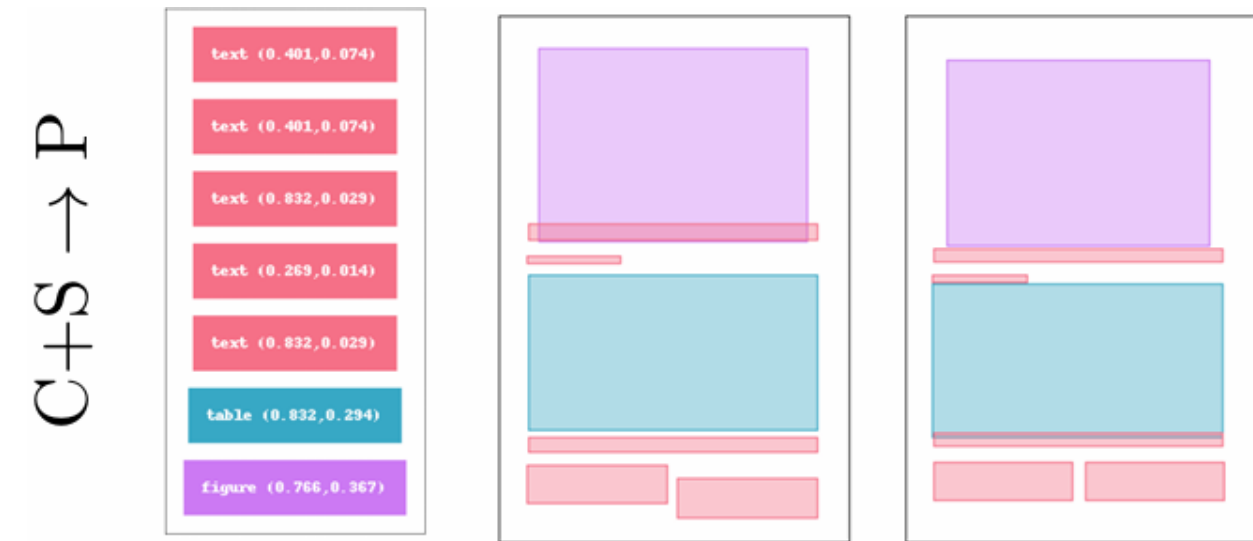 C+S → P
text (0.401,0.074)
text (0.401,0.074)
text (0.832,0.029)
text (0.269,0.014)
text (0.832,0.029)
table (0.832,0.294)
figure (0.766,0.367)